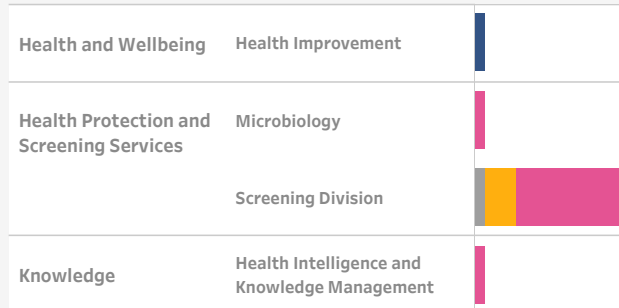 Health and Wellbeing
Health Improvement
Health Protection and
Screening Services
Microbiology
Screening Division
Knowledge
Health Intelligence and
Knowledge Management